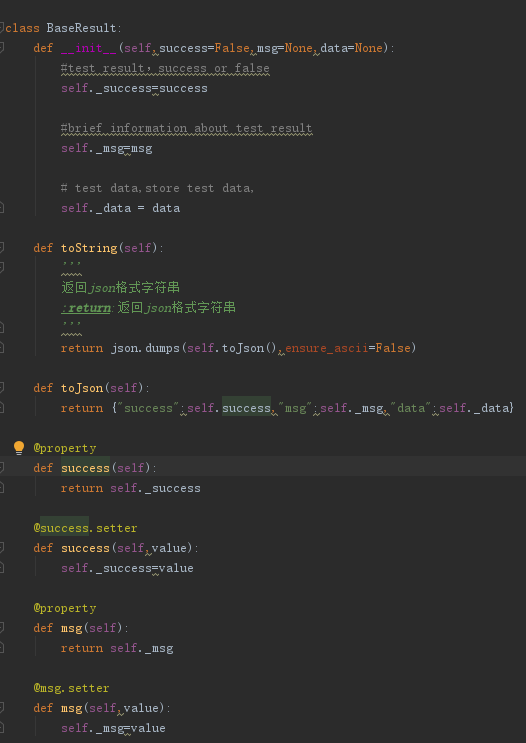 class BaseResult:
def __init__(self,success=False,msg=None,data=None):
#test result，success or false
self._success=success
#brief information about test result
self._msg=msg
# test data,store test data,
self._data = data
def toString(self):
'''
返回json格式字符串
:return:返回json格式字符串
'''
return json.dumps(self.toJson(),ensure_ascii=False)
def toJson(self):
return {"success":self.success,"msg":self._msg,"data":self._data}
@property
def success(self):
return self._success
@success.setter
def success(self,value):
self._success=value
@property
def msg(self):
return self._msg
@msg.setter
def msg(self,value):
self._msg=value